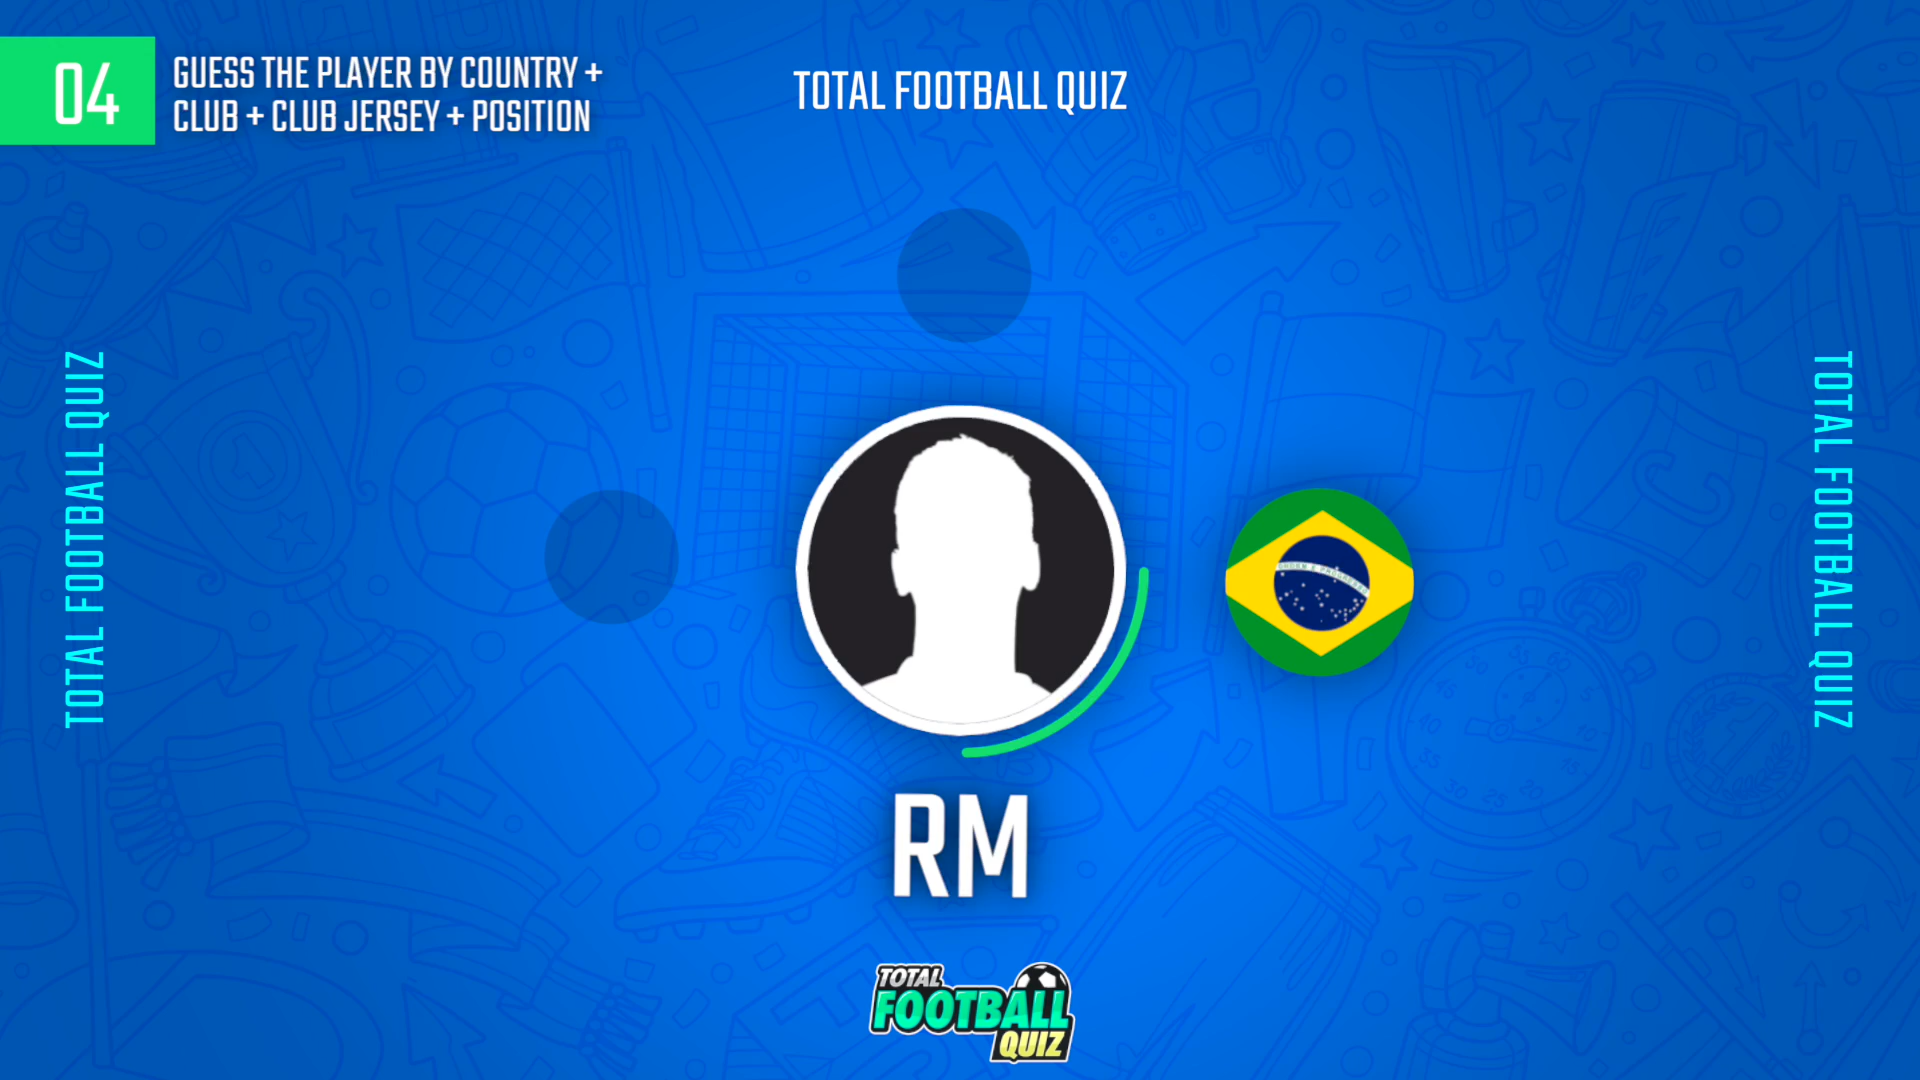 04
GUESS THE PLAYER BY COUNTRY +
CLUB + CLUB JERSEY + POSITION
TOTAL FOOTBALL QUIZ
TOTAL FOOTBALL QUIZ
TOTAL FOOTBALL QUIZ
RM
TOTAL
FOOTBALL
QUIZ